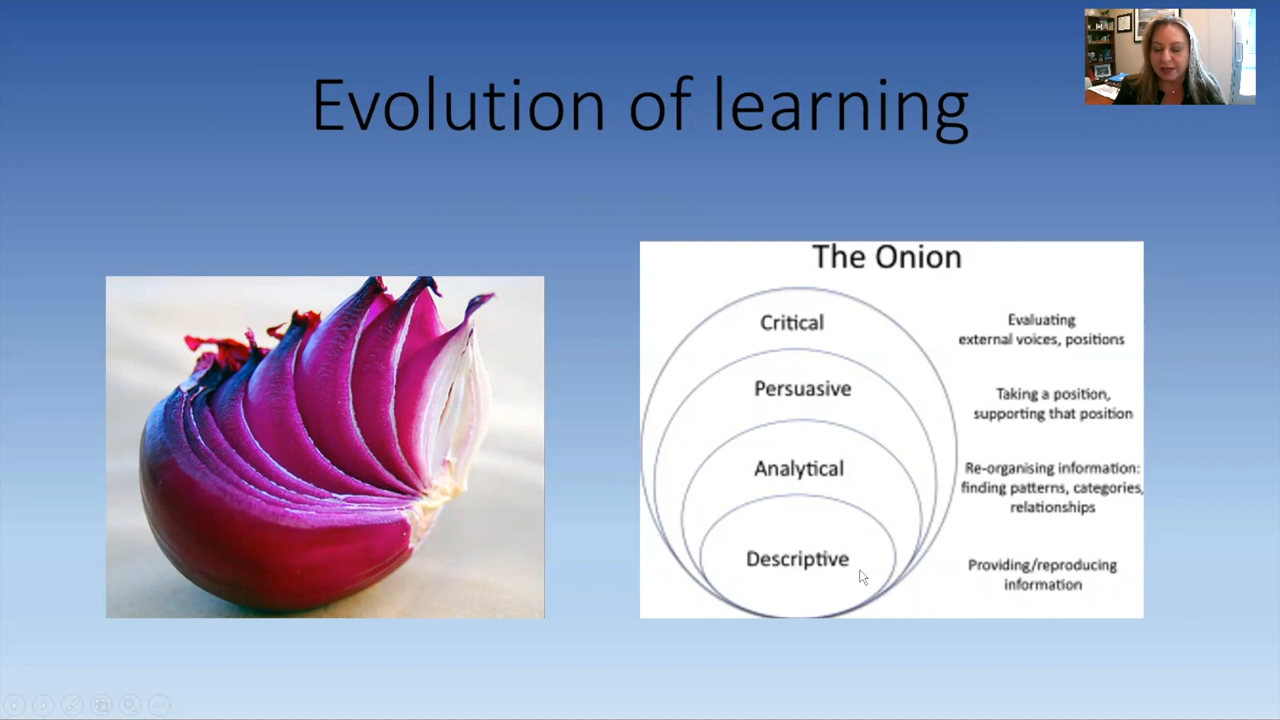 Evolution of learning
The Onion
Critical
Evaluating
external voices, positions
Persuasive
Taking a position,
supporting that position
Analytical
Re-organising information:
finding patterns, categories,
relationships
Descriptive
Providing/reproducing
information